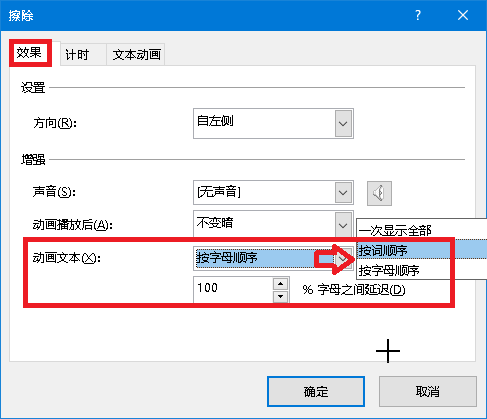 擦除
效果 计时 文本动画
设置
方向(R): 自左侧
增强
声音(S): [无声音]
动画播放后(A): 不变暗
一次显示全部
动画文本(X): 按字母顺序
按词顺序
按字母顺序
100 % 字母之间延迟(D)
确定 取消